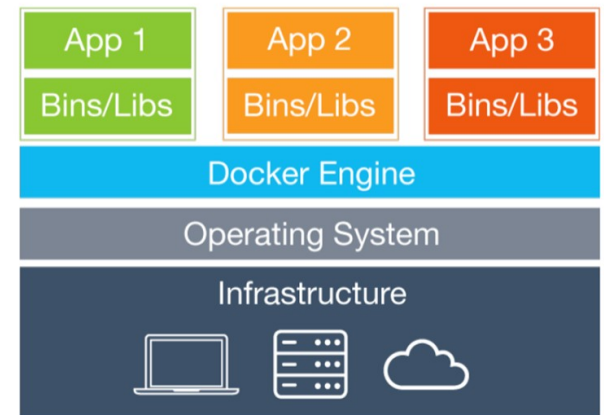 App 1 App 2 App 3
Bins/Libs Bins/Libs Bins/Libs
Docker Engine
Operating System
Infrastructure